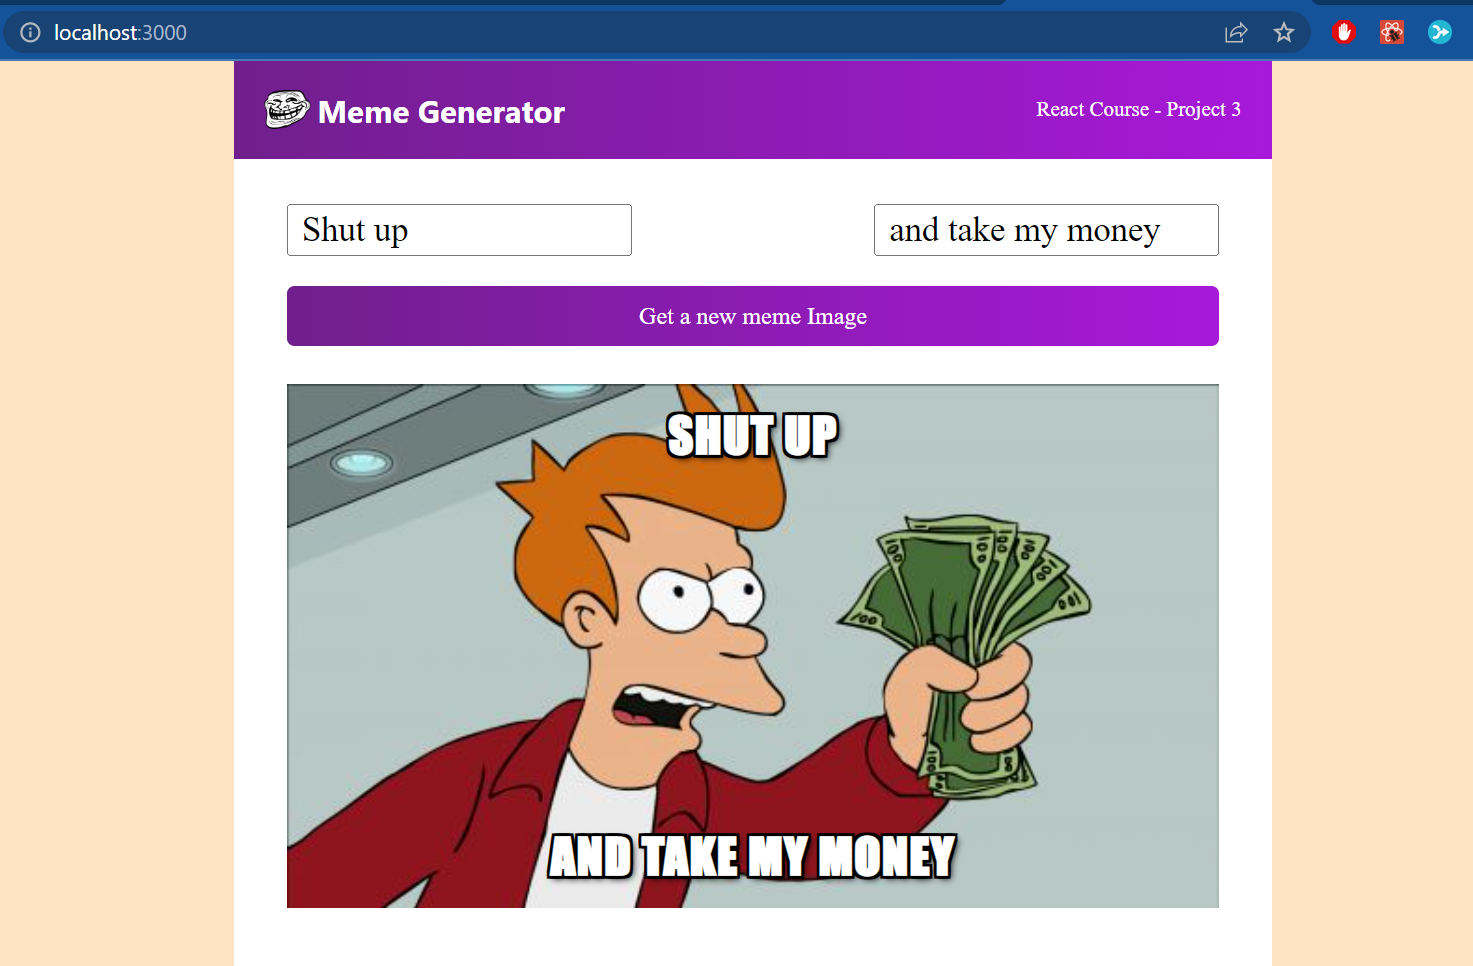 localhost:3000
Meme Generator
React Course - Project 3
Shut up
and take my money
Get a new meme Image
SHUT UP
100
AND TAKE MY MONEY